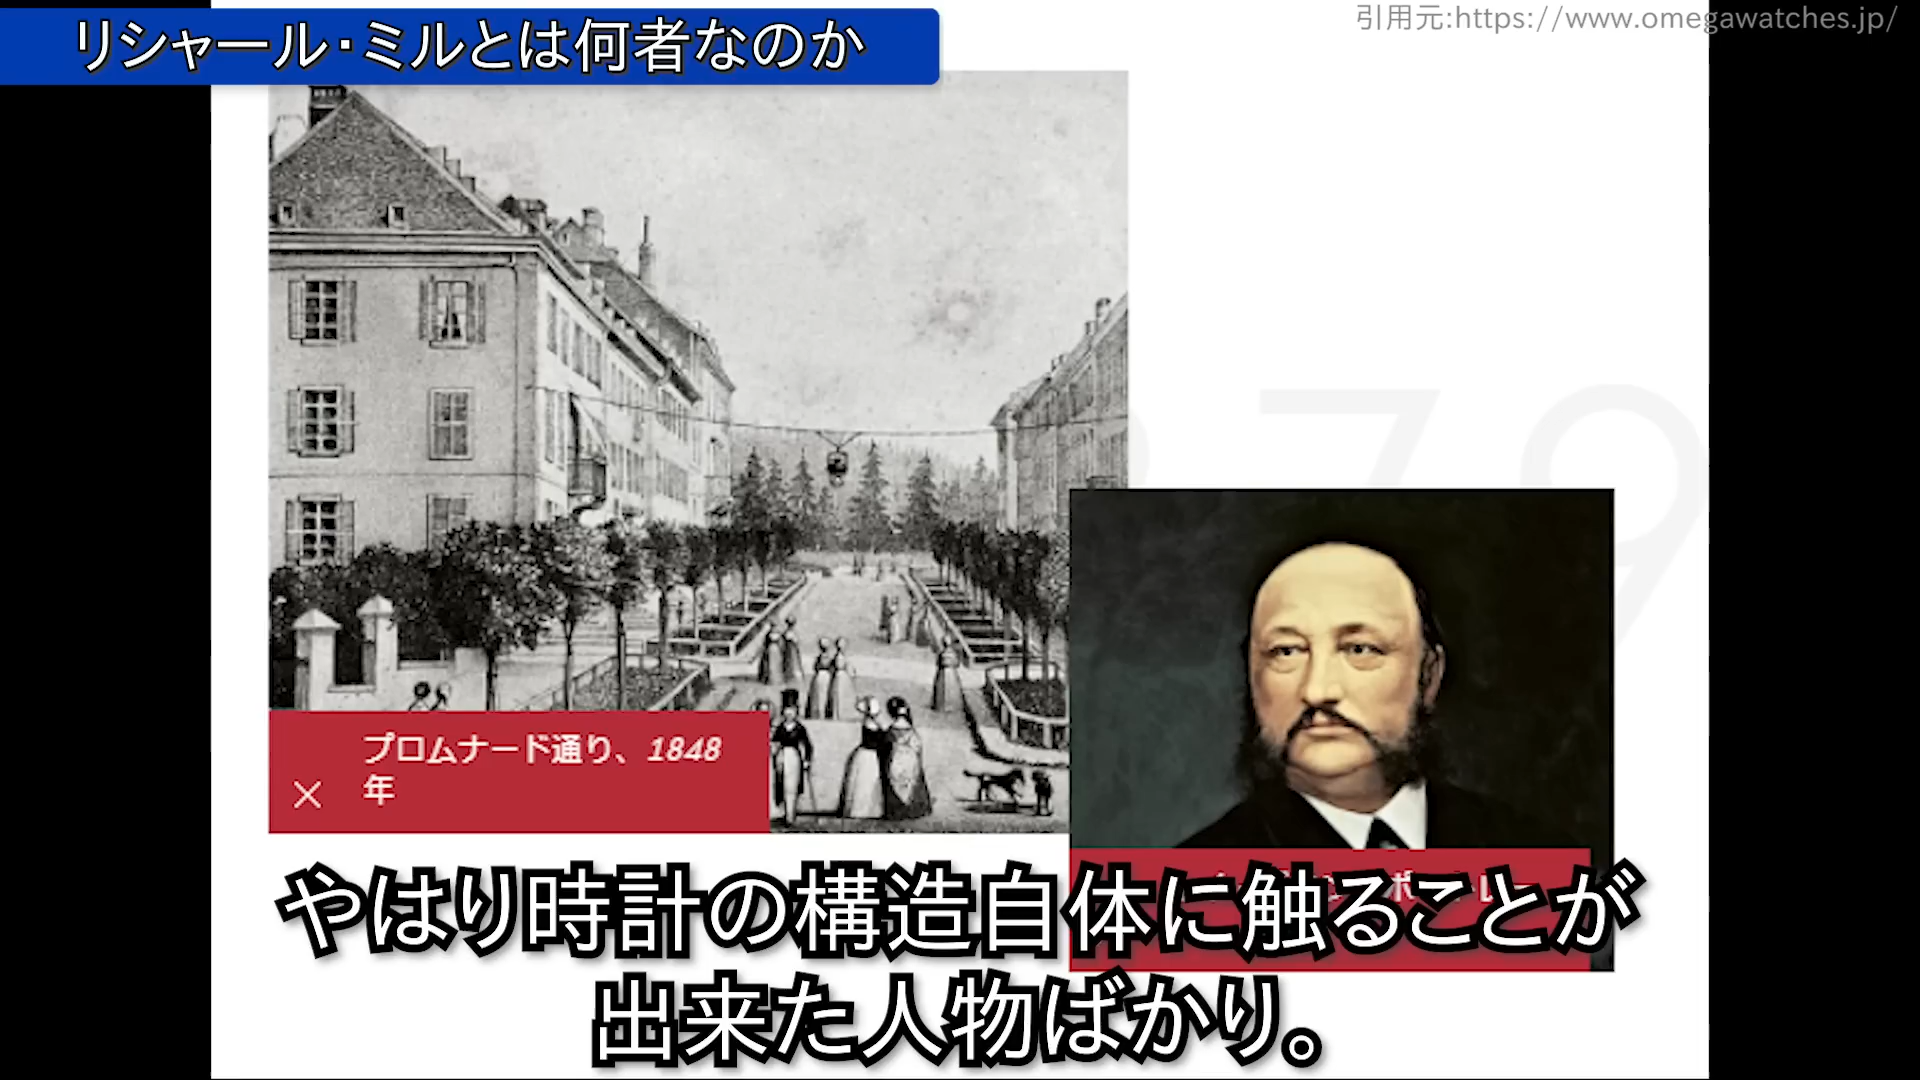 リシャール・ミルとは何者なのか
引用元:https://www.omegawatches.jp/
879
プロムナード通り、1848
年
やはり時計の構造自体に触ることが
出来た人物ばかり。